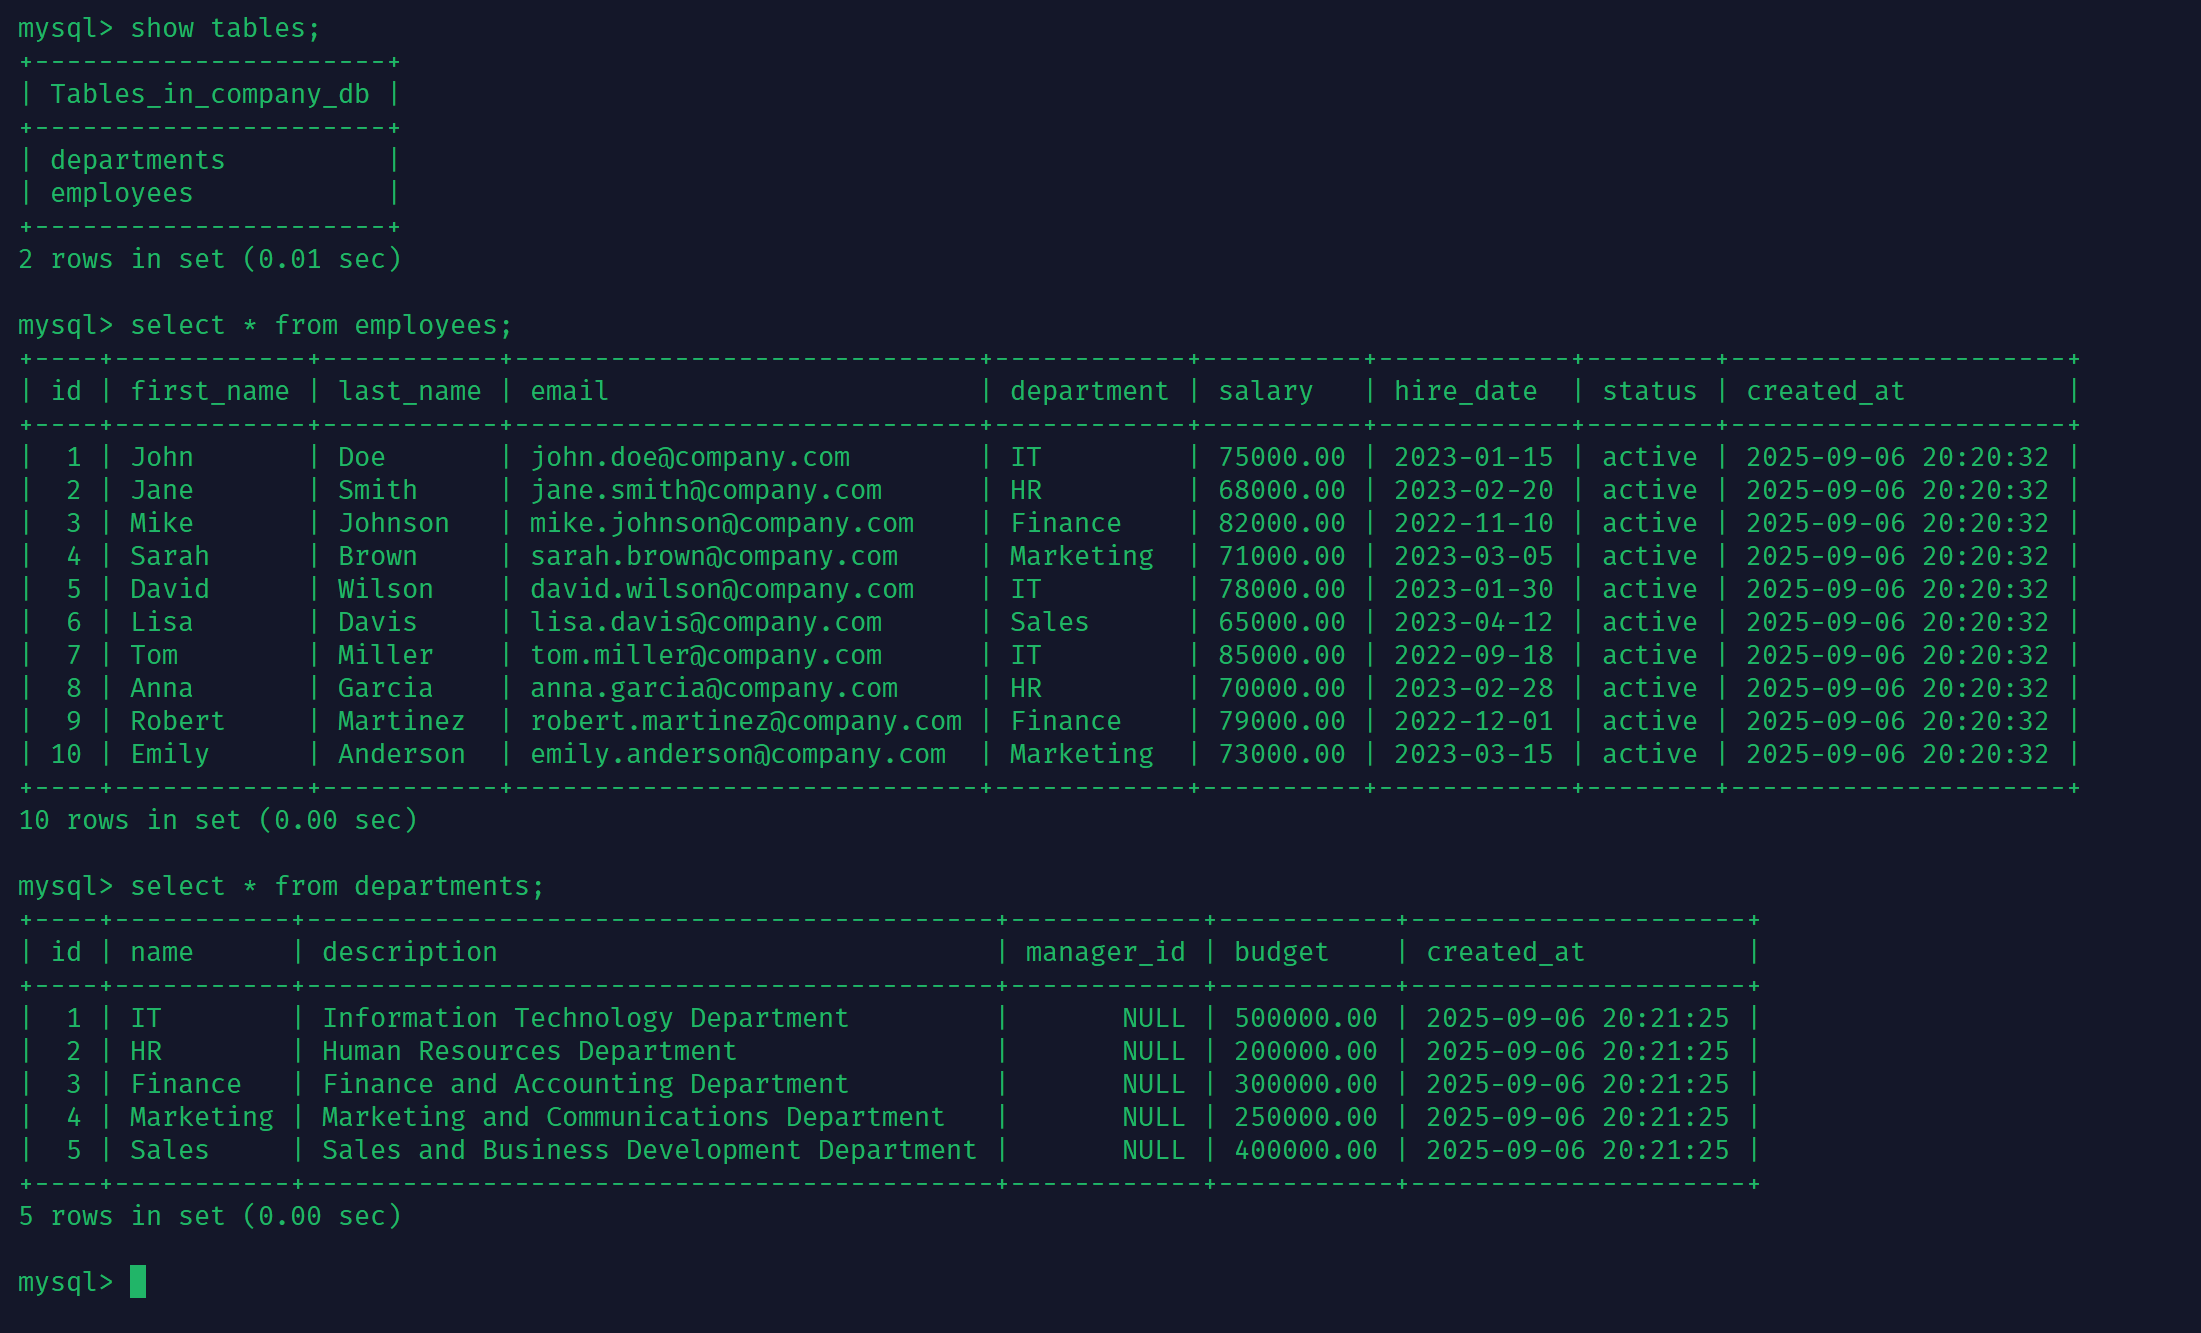 mysql> show tables;
+----------------------+
| Tables_in_company_db |
+----------------------+
| departments          |
| employees            |
+----------------------+
2 rows in set (0.01 sec)

mysql> select * from employees;
+----+------------+-----------+-----------------------------+------------+----------+------------+--------+---------------------+
| id | first_name | last_name | email                       | department | salary   | hire_date  | status | created_at          |
+----+------------+-----------+-----------------------------+------------+----------+------------+--------+---------------------+
|  1 | John       | Doe       | john.doe@company.com        | IT         | 75000.00 | 2023-01-15 | active | 2025-09-06 20:20:32 |
|  2 | Jane       | Smith     | jane.smith@company.com      | HR         | 68000.00 | 2023-02-20 | active | 2025-09-06 20:20:32 |
|  3 | Mike       | Johnson   | mike.johnson@company.com    | Finance    | 82000.00 | 2022-11-10 | active | 2025-09-06 20:20:32 |
|  4 | Sarah      | Brown     | sarah.brown@company.com     | Marketing  | 71000.00 | 2023-03-05 | active | 2025-09-06 20:20:32 |
|  5 | David      | Wilson    | david.wilson@company.com    | IT         | 78000.00 | 2023-01-30 | active | 2025-09-06 20:20:32 |
|  6 | Lisa       | Davis     | lisa.davis@company.com      | Sales      | 65000.00 | 2023-04-12 | active | 2025-09-06 20:20:32 |
|  7 | Tom        | Miller    | tom.miller@company.com      | IT         | 85000.00 | 2022-09-18 | active | 2025-09-06 20:20:32 |
|  8 | Anna       | Garcia    | anna.garcia@company.com     | HR         | 70000.00 | 2023-02-28 | active | 2025-09-06 20:20:32 |
|  9 | Robert     | Martinez  | robert.martinez@company.com | Finance    | 79000.00 | 2022-12-01 | active | 2025-09-06 20:20:32 |
| 10 | Emily      | Anderson  | emily.anderson@company.com  | Marketing  | 73000.00 | 2023-03-15 | active | 2025-09-06 20:20:32 |
+----+------------+-----------+-----------------------------+------------+----------+------------+--------+---------------------+
10 rows in set (0.00 sec)

mysql> select * from departments;
+----+-----------+-------------------------------------------+------------+-----------+---------------------+
| id | name      | description                               | manager_id | budget    | created_at          |
+----+-----------+-------------------------------------------+------------+-----------+---------------------+
|  1 | IT        | Information Technology Department         |       NULL | 500000.00 | 2025-09-06 20:21:25 |
|  2 | HR        | Human Resources Department                |       NULL | 200000.00 | 2025-09-06 20:21:25 |
|  3 | Finance   | Finance and Accounting Department         |       NULL | 300000.00 | 2025-09-06 20:21:25 |
|  4 | Marketing | Marketing and Communications Department   |       NULL | 250000.00 | 2025-09-06 20:21:25 |
|  5 | Sales     | Sales and Business Development Department |       NULL | 400000.00 | 2025-09-06 20:21:25 |
+----+-----------+-------------------------------------------+------------+-----------+---------------------+
5 rows in set (0.00 sec)

mysql>